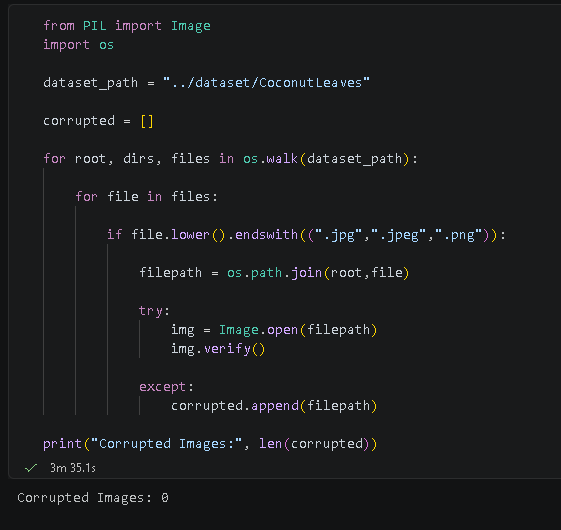 from PIL import Image
import os
dataset_path = "../dataset/CoconutLeaves"
corrupted = []
for root, dirs, files in os.walk(dataset_path):
for file in files:
if file.lower().endswith((".jpg",".jpeg",".png")):
filepath = os.path.join(root,file)
try:
img = Image.open(filepath)
img.verify()
except:
corrupted.append(filepath)
print("Corrupted Images:", len(corrupted))
3m 35.1s
Corrupted Images: 0